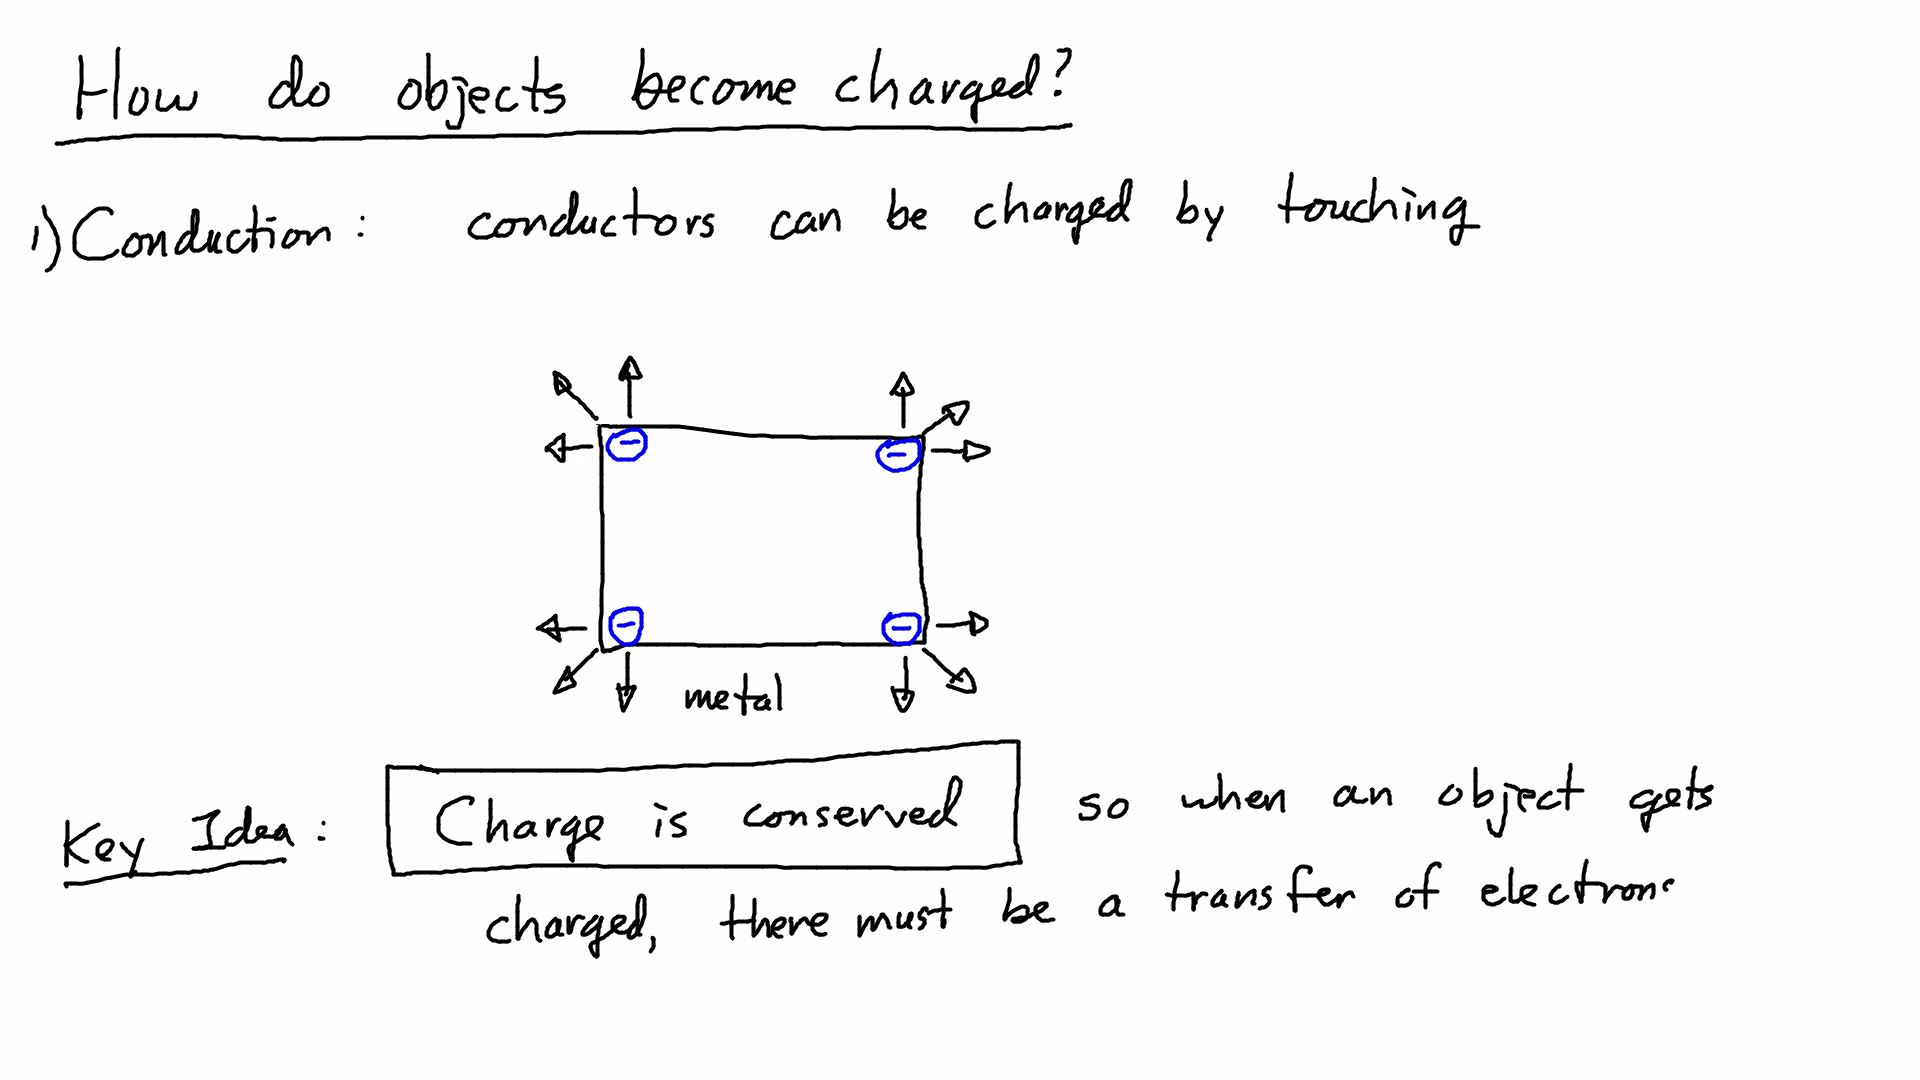 How do objects become charged?
1) Conduction: conductors can be charged by touching
−
−
−
−
metal
Key Idea: Charge is conserved so when an object gets
charged, there must be a transfer of electrons